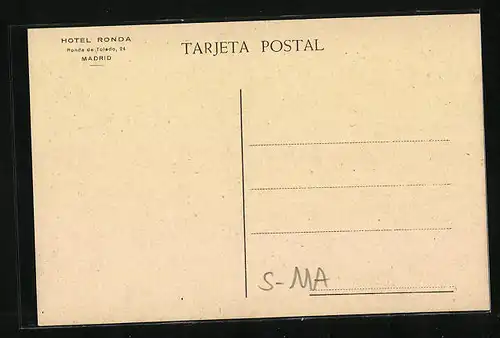 HOTEL RONDA
Ronda de Toledo, 24
MADRID
TARJETA POSTAL
S-MA